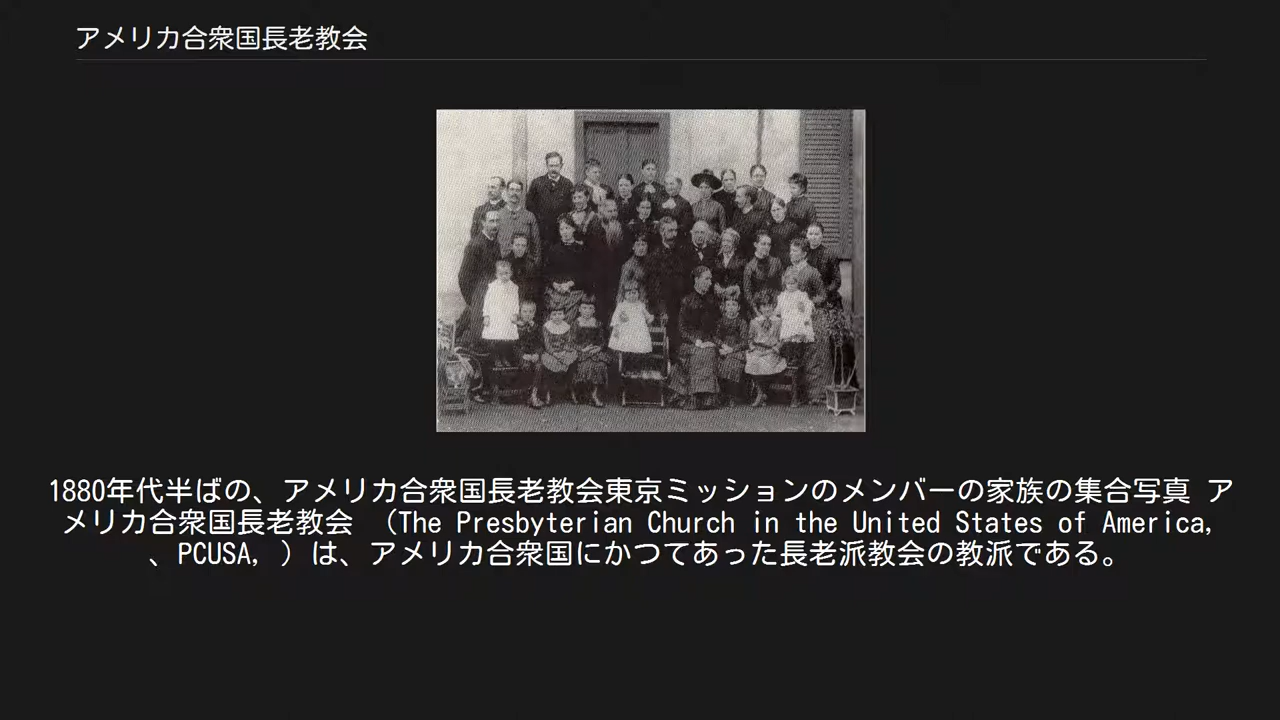 アメリカ合衆国長老教会
1880年代半ばの、アメリカ合衆国長老教会東京ミッションのメンバーの家族の集合写真 ア
メリカ合衆国長老教会 （The Presbyterian Church in the United States of America,
、PCUSA, ）は、アメリカ合衆国にかつてあった長老派教会の教派である。